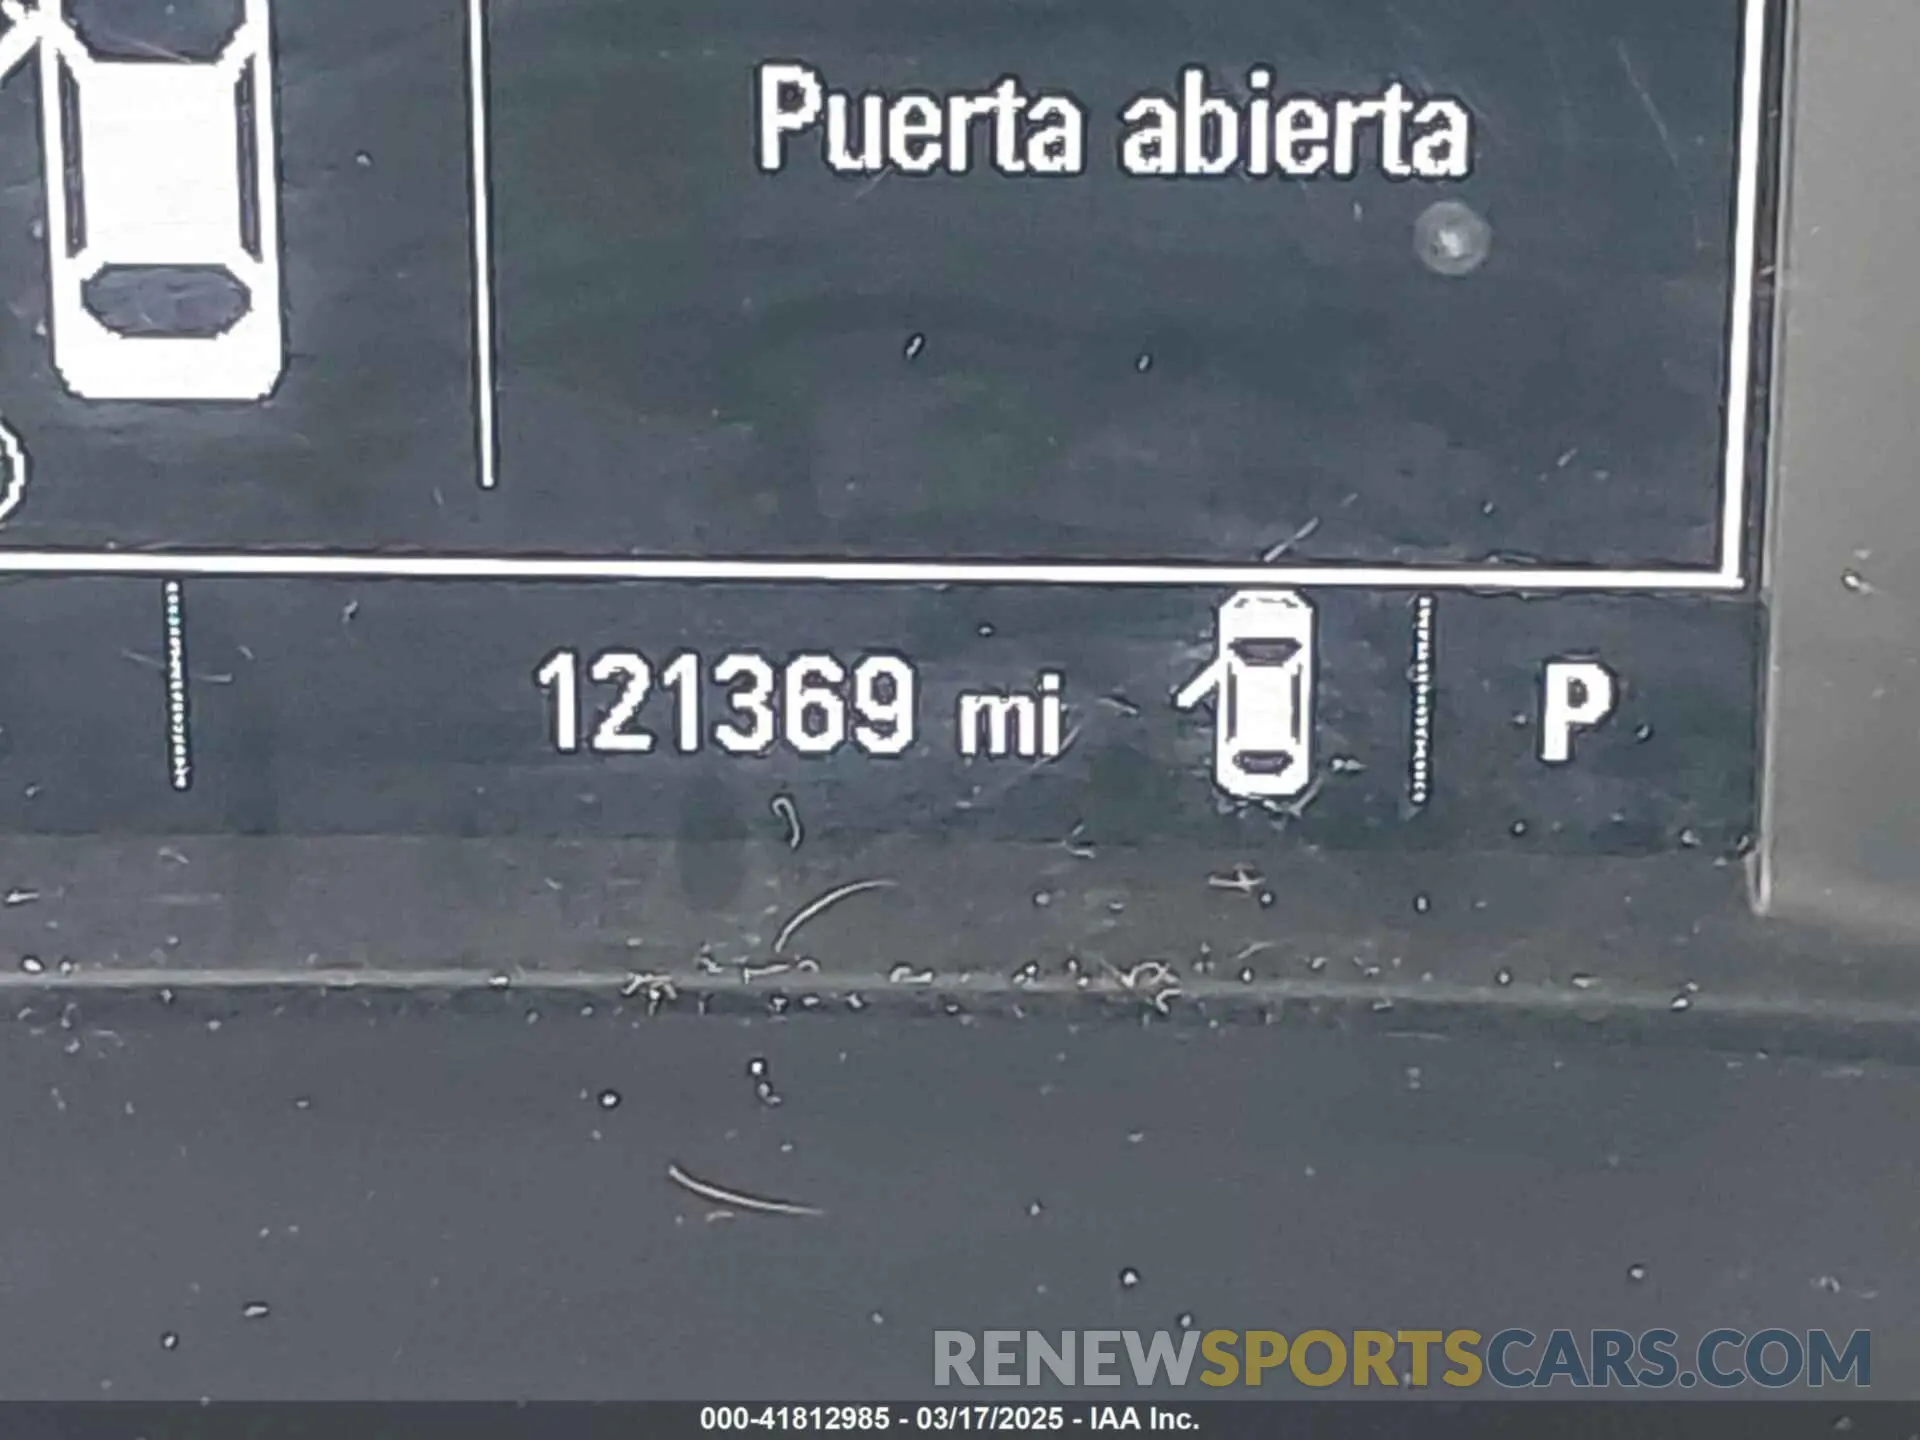 Puerta abierta
121369 mi P
RENEWSPORTSCARS.COM
000-41812985 - 03/17/2025 - IAA Inc.